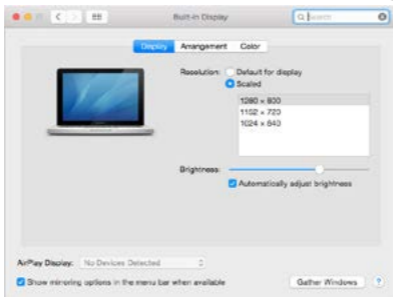 Built-in Display
Search
Display Arrangement Color
Resolution: Default for display
Scaled
1280 × 800
1152 × 720
1024 × 640
Brightness:
Automatically adjust brightness
AirPlay Display: No Devices Detected
Show mirroring options in the menu bar when available
Gather Windows ?